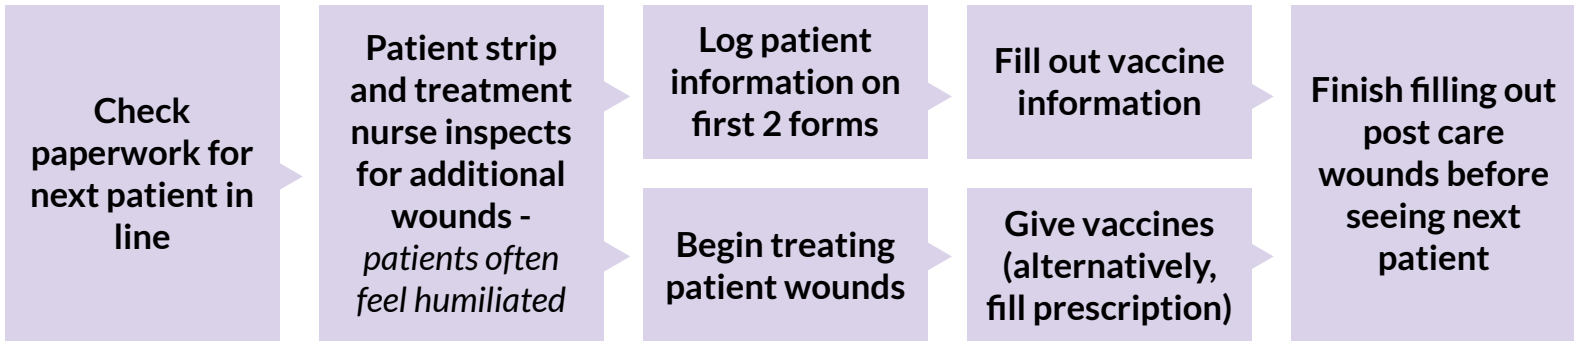 Check
paperwork for
next patient in
line
Patient strip
and treatment
nurse inspects
for additional
wounds -
patients often
feel humiliated
Log patient
information on
first 2 forms
Begin treating
patient wounds
Fill out vaccine
information
Give vaccines
(alternatively,
fill prescription)
Finish filling out
post care
wounds before
seeing next
patient